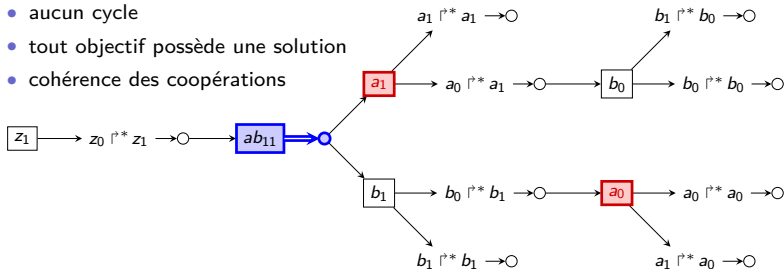 • aucun cycle
• tout objectif possède une solution
• cohérence des coopérations
a₁ ↱* a₁
b₁ ↱* b₀
a₁
a₀ ↱* a₁
b₀
b₀ ↱* b₀
z₁
z₀ ↱* z₁
ab₁₁
b₁
b₀ ↱* b₁
a₀
a₀ ↱* a₀
b₁ ↱* b₁
a₁ ↱* a₀